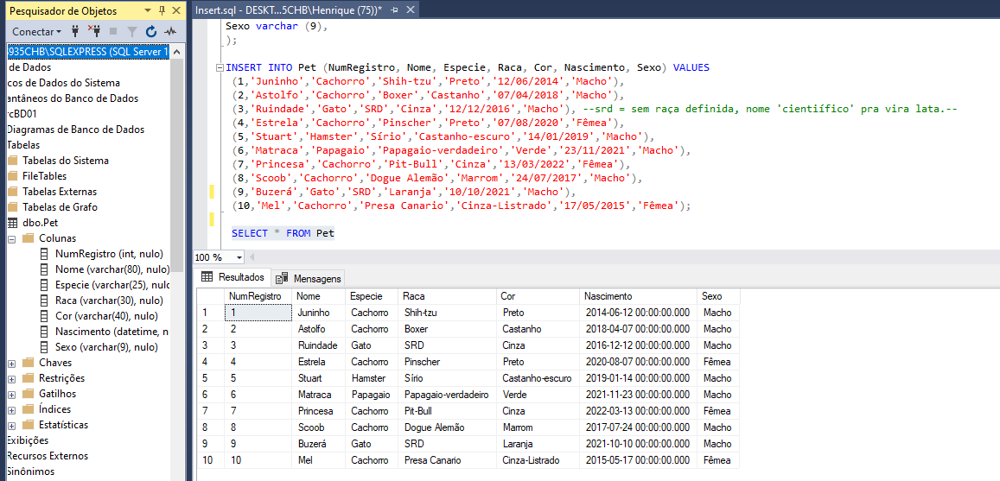 Pesquisador de Objetos
Conectar
935CHB\SQLEXPRESS (SQL Server 1
de Dados
cos de Dados do Sistema
antâneos do Banco de Dados
rcBD01
Diagramas de Banco de Dados
Tabelas
Tabelas do Sistema
FileTables
Tabelas Externas
Tabelas de Grafo
dbo.Pet
Colunas
NumRegistro (int, nulo)
Nome (varchar(80), nulo)
Especie (varchar(25), nulo
Raca (varchar(30), nulo)
Cor (varchar(40), nulo)
Nascimento (datetime, n
Sexo (varchar(9), nulo)
Chaves
Restrições
Gatilhos
Índices
Estatísticas
Exibições
Recursos Externos
Sinônimos
Insert.sql - DESKT...5CHB\Henrique (75))*
Sexo varchar (9),
);
INSERT INTO Pet (NumRegistro, Nome, Especie, Raca, Cor, Nascimento, Sexo) VALUES
(1,'Juninho','Cachorro','Shih-tzu','Preto','12/06/2014','Macho'),
(2,'Astolfo','Cachorro','Boxer','Castanho','07/04/2018','Macho'),
(3,'Ruindade','Gato','SRD','Cinza','12/12/2016','Macho'), --srd = sem raça definida, nome 'cientiífico' pra vira lata.--
(4,'Estrela','Cachorro','Pinscher','Preto','07/08/2020','Fêmea'),
(5,'Stuart','Hamster','Sírio','Castanho-escuro','14/01/2019','Macho'),
(6,'Matraca','Papagaio','Papagaio-verdadeiro','Verde','23/11/2021','Macho'),
(7,'Princesa','Cachorro','Pit-Bull','Cinza','13/03/2022','Fêmea'),
(8,'Scoob','Cachorro','Dogue Alemão','Marrom','24/07/2017','Macho'),
(9,'Buzerá','Gato','SRD','Laranja','10/10/2021','Macho'),
(10,'Mel','Cachorro','Presa Canario','Cinza-Listrado','17/05/2015','Fêmea');
SELECT * FROM Pet
100 %
Resultados Mensagens
NumRegistro Nome Especie Raca Cor Nascimento Sexo
1 1 Juninho Cachorro Shih-tzu Preto 2014-06-12 00:00:00.000 Macho
2 2 Astolfo Cachorro Boxer Castanho 2018-04-07 00:00:00.000 Macho
3 3 Ruindade Gato SRD Cinza 2016-12-12 00:00:00.000 Macho
4 4 Estrela Cachorro Pinscher Preto 2020-08-07 00:00:00.000 Fêmea
5 5 Stuart Hamster Sírio Castanho-escuro 2019-01-14 00:00:00.000 Macho
6 6 Matraca Papagaio Papagaio-verdadeiro Verde 2021-11-23 00:00:00.000 Macho
7 7 Princesa Cachorro Pit-Bull Cinza 2022-03-13 00:00:00.000 Fêmea
8 8 Scoob Cachorro Dogue Alemão Marrom 2017-07-24 00:00:00.000 Macho
9 9 Buzerá Gato SRD Laranja 2021-10-10 00:00:00.000 Macho
10 10 Mel Cachorro Presa Canario Cinza-Listrado 2015-05-17 00:00:00.000 Fêmea